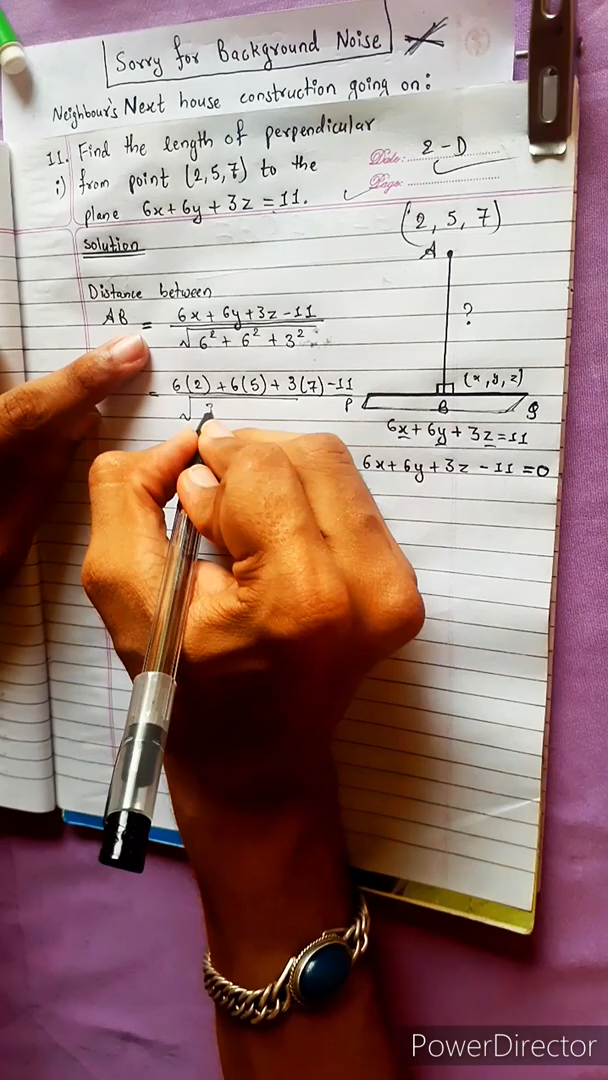 Sorry for Background Noise
Neighbour's Next house construction going on:
11. Find the length of perpendicular
i) from point (2,5,7) to the
plane 6x+6y+3z=11.
Date: 2-D
Page:
Solution
(2, 5, 7)
A
?
Distance between
AB = 6x+6y+3z-11
√6²+6²+3²
= 6(2)+6(5)+3(7)-11
√3
(x,y,z)
P B Q
6x+6y+3z=11
6x+6y+3z-11=0
PowerDirector